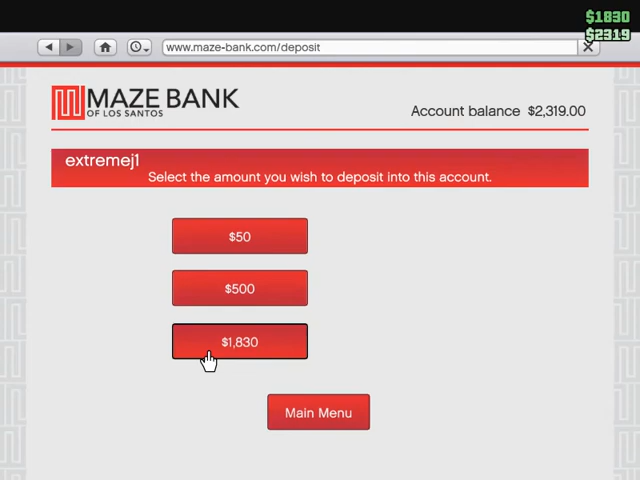 $1830
$2319
www.maze-bank.com/deposit
MAZE BANK
OF LOS SANTOS
Account balance $2,319.00
extremej1
Select the amount you wish to deposit into this account.
$50
$500
$1,830
Main Menu